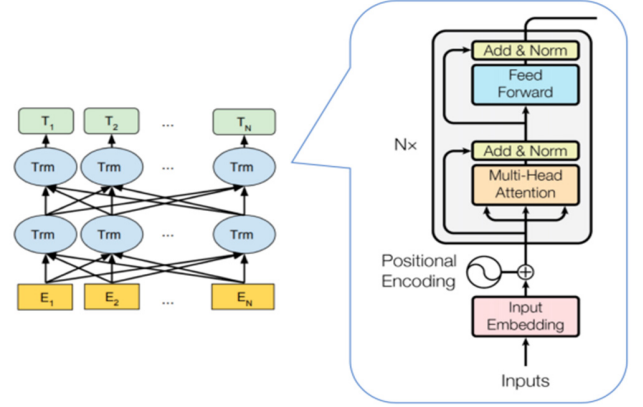 T1 T2 ... TN
Trm Trm ... Trm
Trm Trm ... Trm
E1 E2 ... EN
Add & Norm
Feed
Forward
N×
Add & Norm
Multi-Head
Attention
Positional
Encoding
Input
Embedding
Inputs